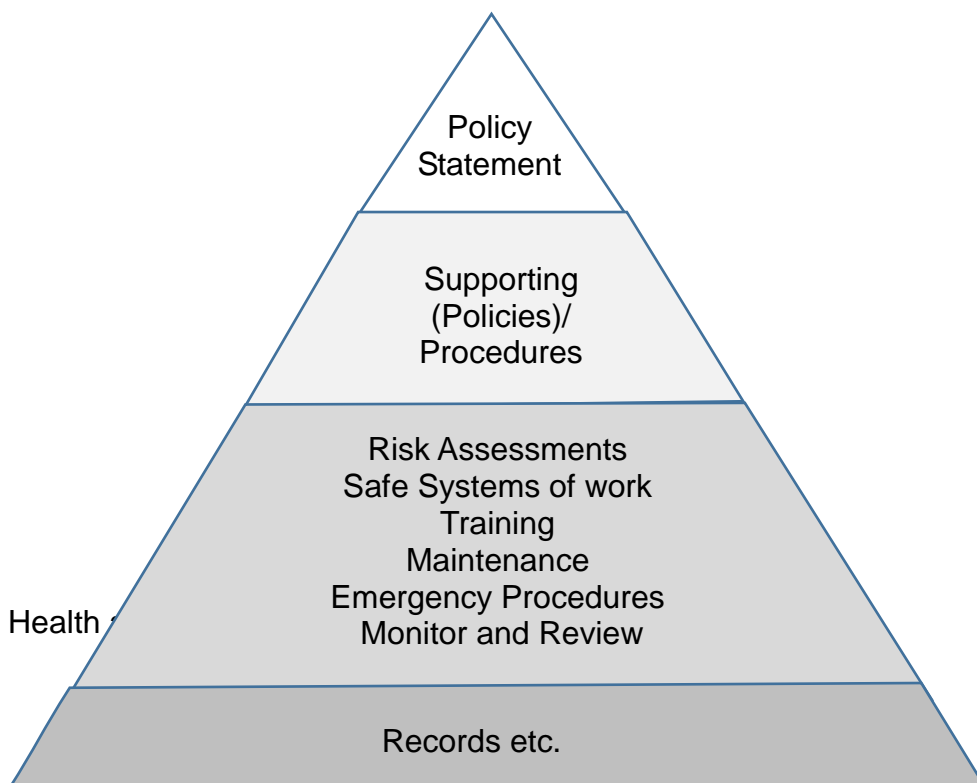 Policy
Statement
Supporting
(Policies)/
Procedures
Risk Assessments
Safe Systems of work
Training
Maintenance
Emergency Procedures
Monitor and Review
Health
Records etc.